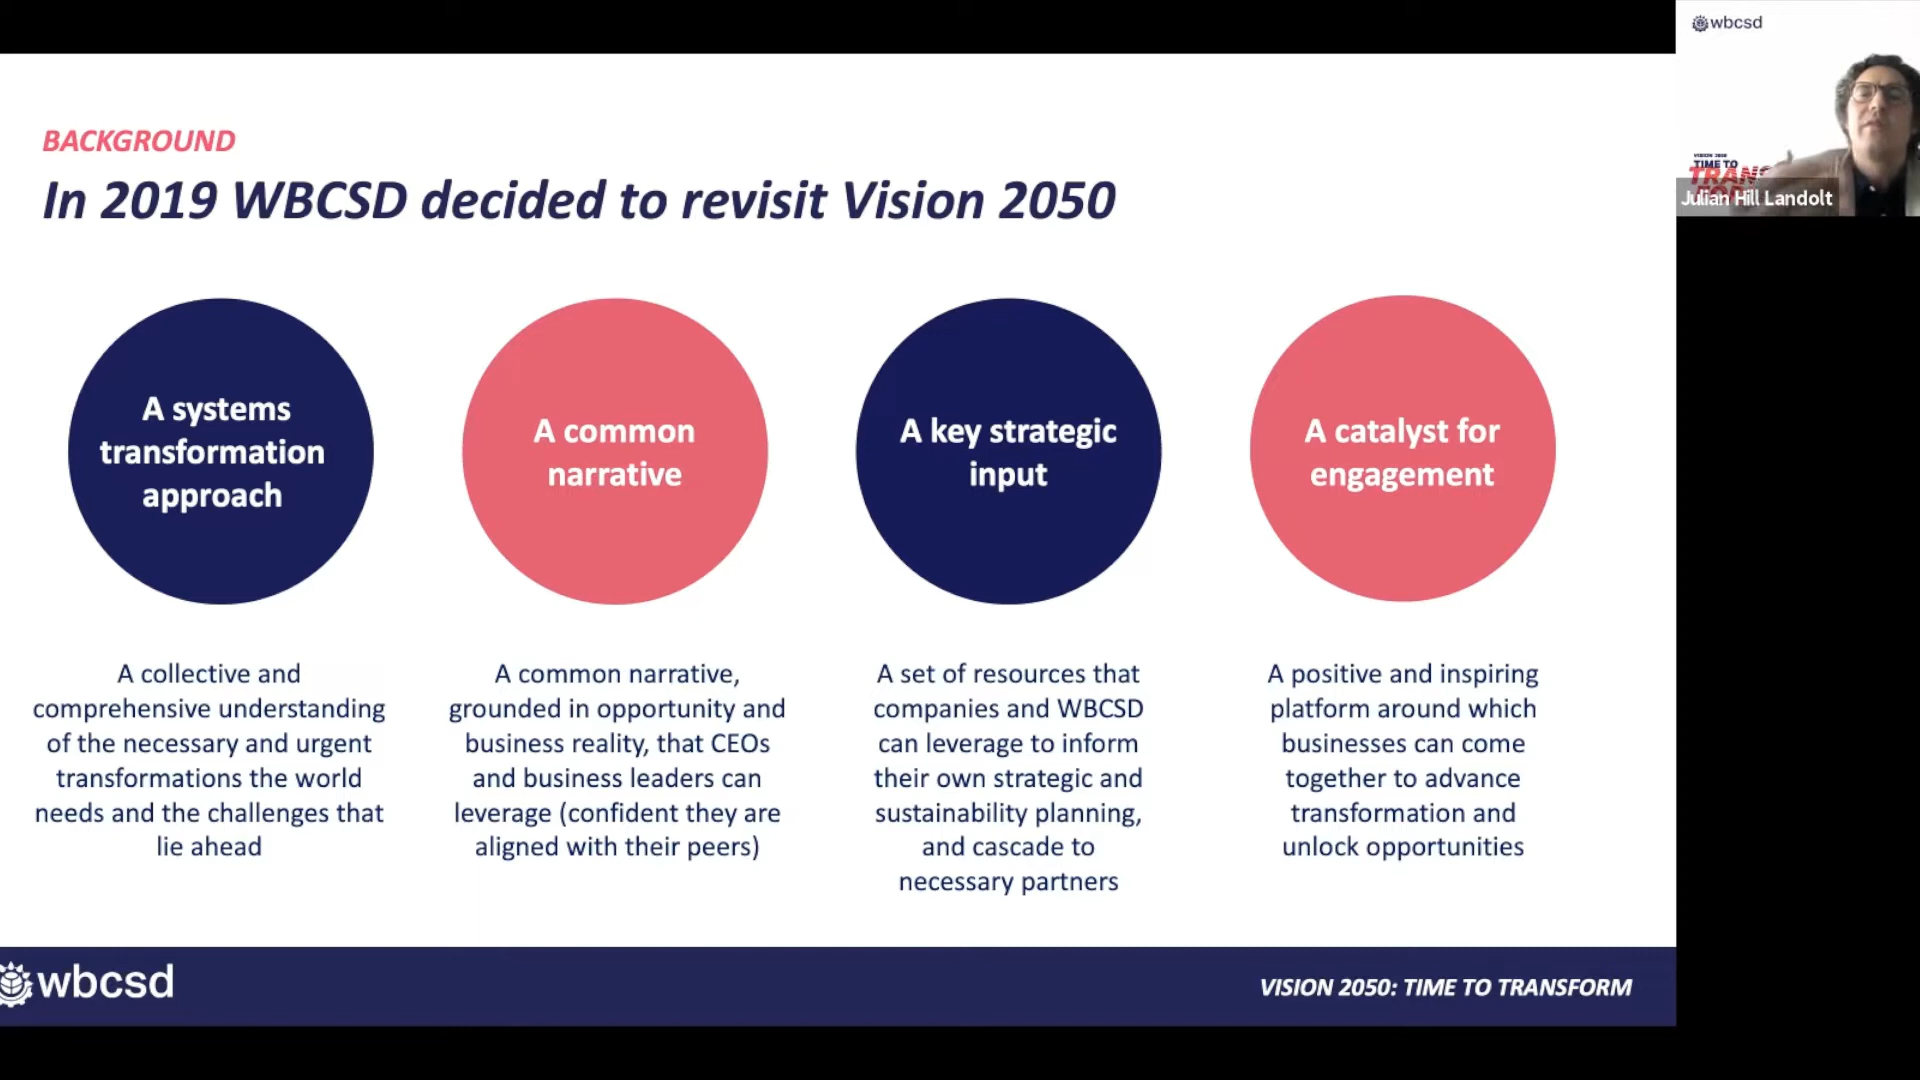 BACKGROUND
In 2019 WBCSD decided to revisit Vision 2050
A systems
transformation
approach
A common
narrative
A key strategic
input
A catalyst for
engagement
A collective and
comprehensive understanding
of the necessary and urgent
transformations the world
needs and the challenges that
lie ahead
A common narrative,
grounded in opportunity and
business reality, that CEOs
and business leaders can
leverage (confident they are
aligned with their peers)
A set of resources that
companies and WBCSD
can leverage to inform
their own strategic and
sustainability planning,
and cascade to
necessary partners
A positive and inspiring
platform around which
businesses can come
together to advance
transformation and
unlock opportunities
wbcsd
VISION 2050: TIME TO TRANSFORM
wbcsd
VISION 2050
TIME TO
TRANS
Julian Hill Landolt